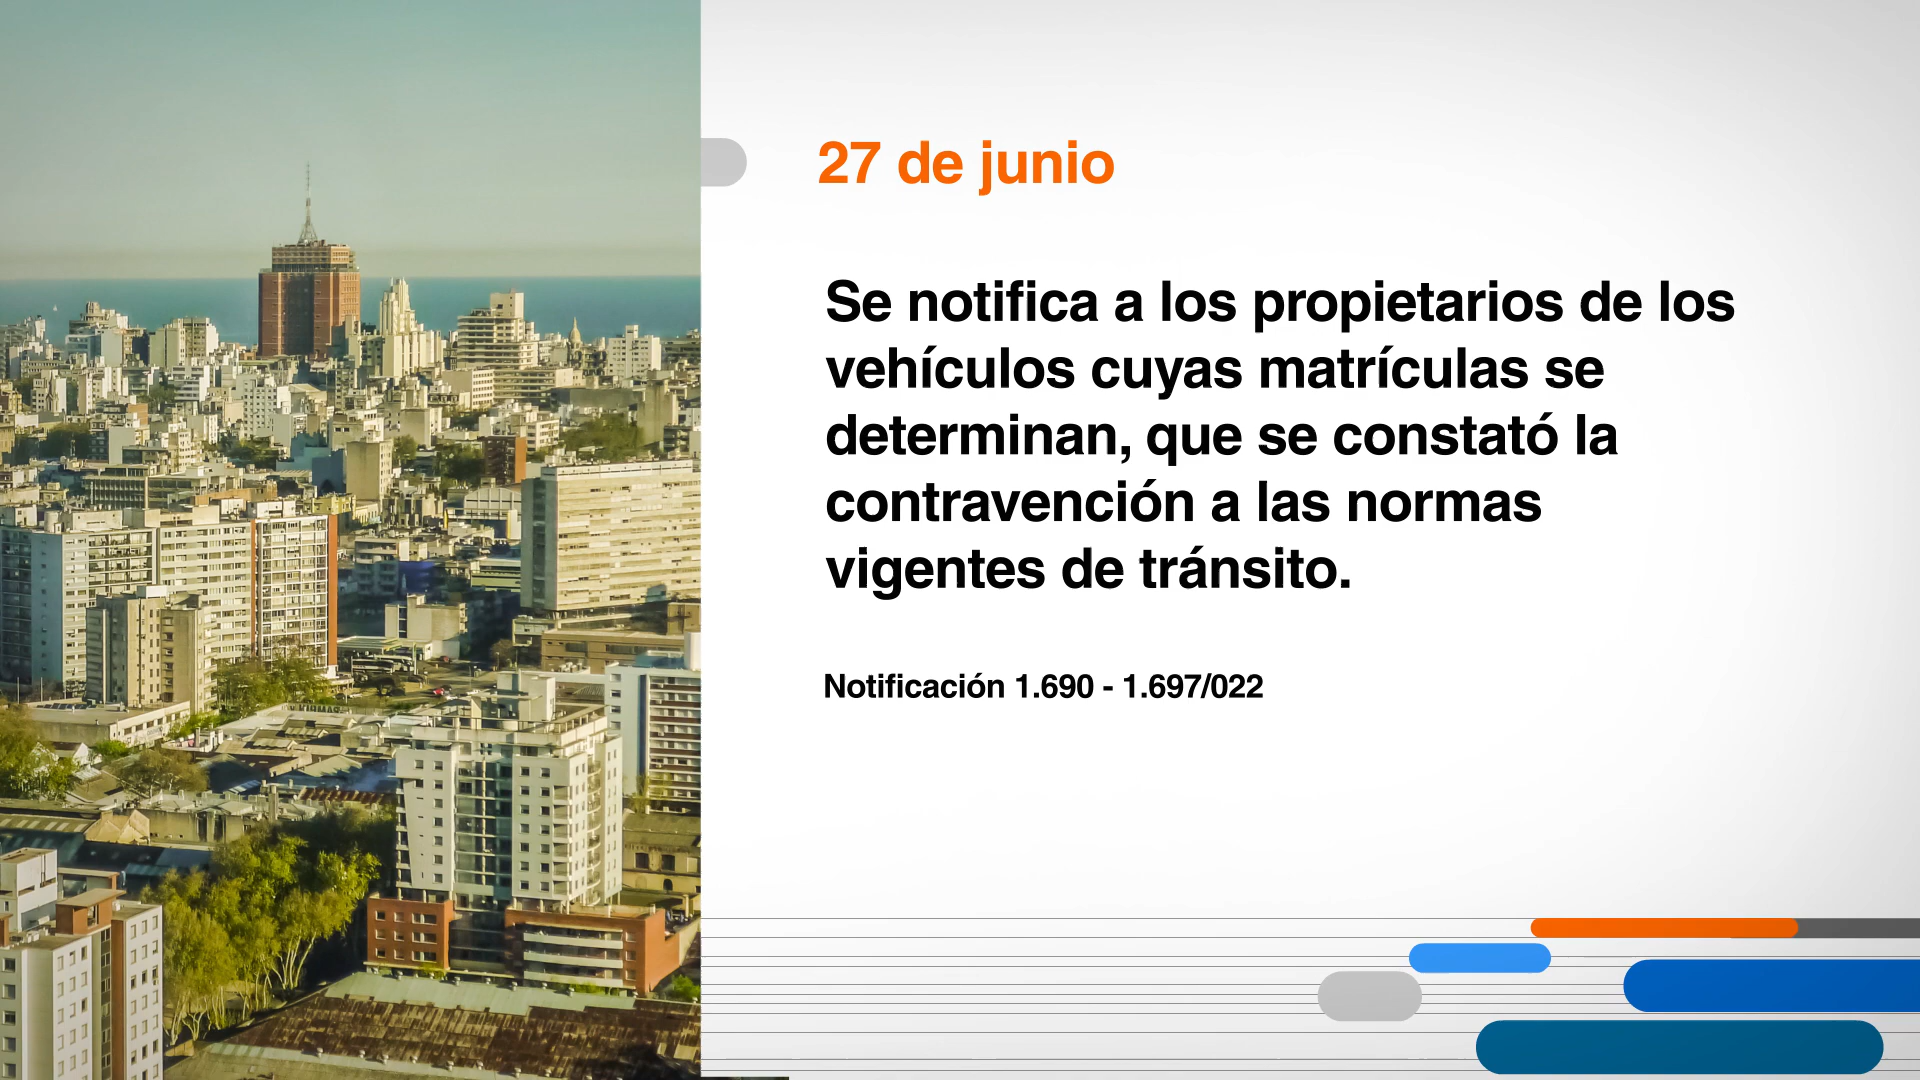 27 de junio
Se notifica a los propietarios de los
vehículos cuyas matrículas se
determinan, que se constató la
contravención a las normas
vigentes de tránsito.
Notificación 1.690 - 1.697/022